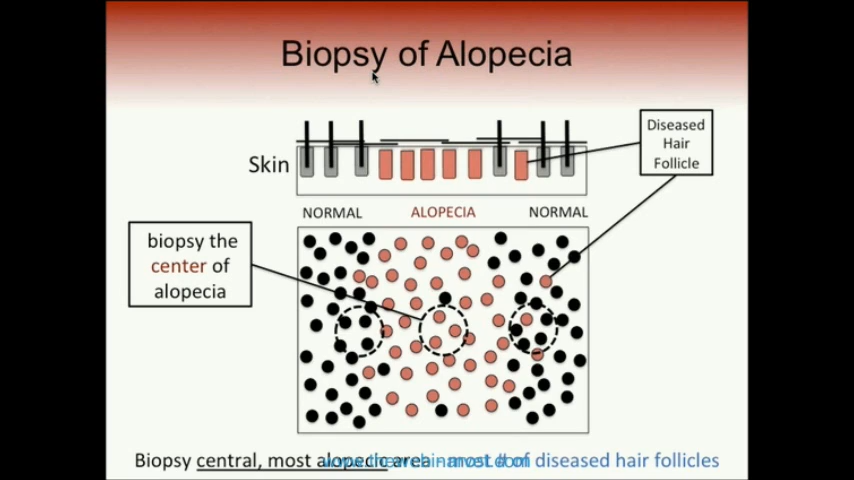 Biopsy of Alopecia
Diseased
Hair
Follicle
Skin
NORMAL ALOPECIA NORMAL
biopsy the
center of
alopecia
Biopsy central, most alopecic area - most # of diseased hair follicles